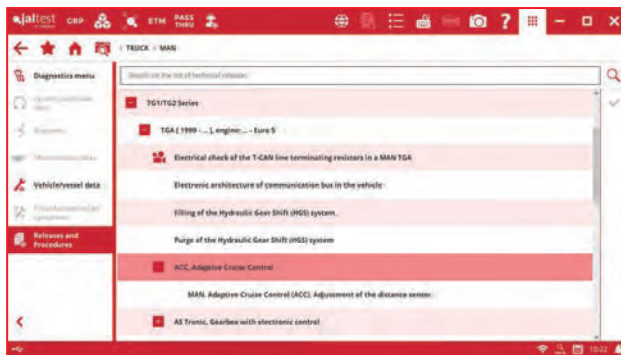 jaltest CRP ETM PASS THRU ?
TRUCK MAN
Diagnostics menu
TG1/TG2 Series
TGA [ 1999 - ... ], engine: ... - Euro 5
Electrical check of the T-CAN line terminating resistors in a MAN TGA
Electronic architecture of communication bus in the vehicle
Vehicle/vessel data
Filling of the Hydraulic Gear Shift (HGS) system.
Purge of the Hydraulic Gear Shift (HGS) system
Releases and Procedures
ACC, Adaptive Cruise Control
MAN. Adaptive Cruise Control (ACC). Adjustment of the distance sensor.
AS Tronic, Gearbox with electronic control
10:22